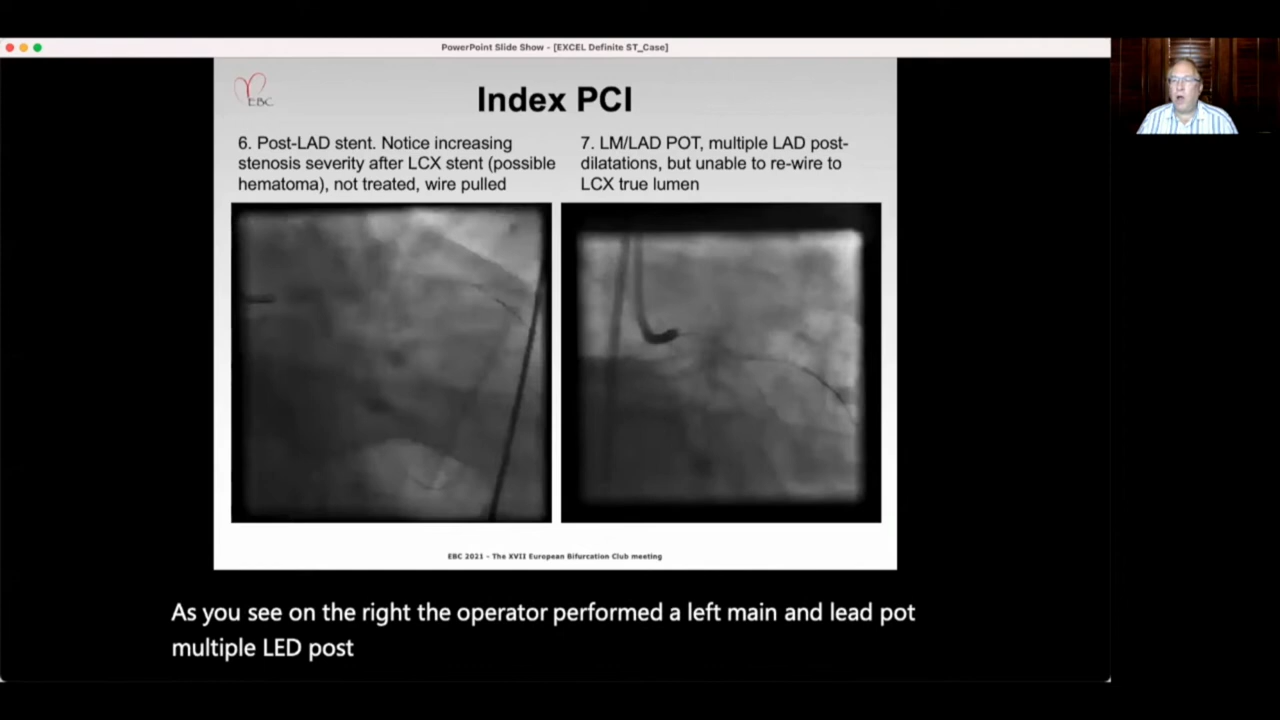 PowerPoint Slide Show - [EXCEL Definite ST_Case]
EBC
Index PCI
6. Post-LAD stent. Notice increasing
stenosis severity after LCX stent (possible
hematoma), not treated, wire pulled
7. LM/LAD POT, multiple LAD post-
dilatations, but unable to re-wire to
LCX true lumen
EBC 2021 - The XVII European Bifurcation Club meeting
As you see on the right the operator performed a left main and lead pot
multiple LED post